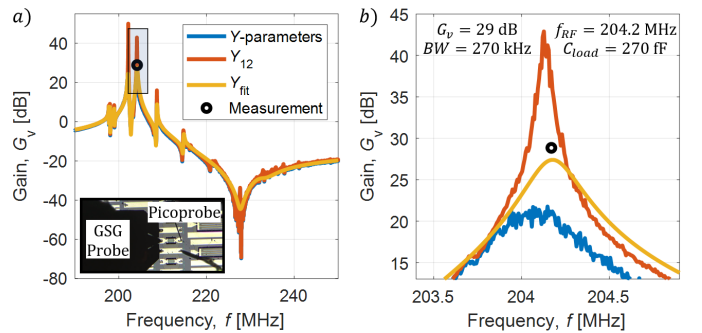 a)
Y-parameters
Y12
Yfit
Measurement
Gain, Gv [dB]
40
20
0
-20
-40
-60
-80
GSG
Probe
Picoprobe
200
220
240
Frequency, f [MHz]
b)
Gv = 29 dB
fRF = 204.2 MHz
BW = 270 kHz
Cload = 270 fF
Gain, Gv [dB]
45
40
35
30
25
20
15
203.5
204
204.5
Frequency, f [MHz]